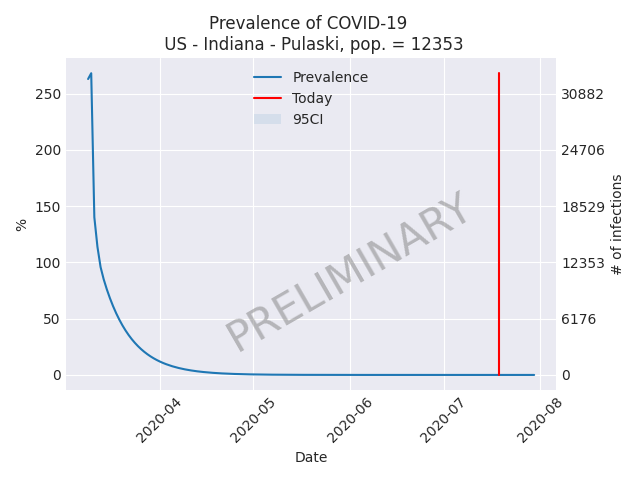 Prevalence of COVID-19
US - Indiana - Pulaski, pop. = 12353
Prevalence
Today
95CI
250
200
150
100
50
0
%
30882
24706
18529
12353
6176
0
# of infections
PRELIMINARY
2020-04
2020-05
2020-06
2020-07
2020-08
Date